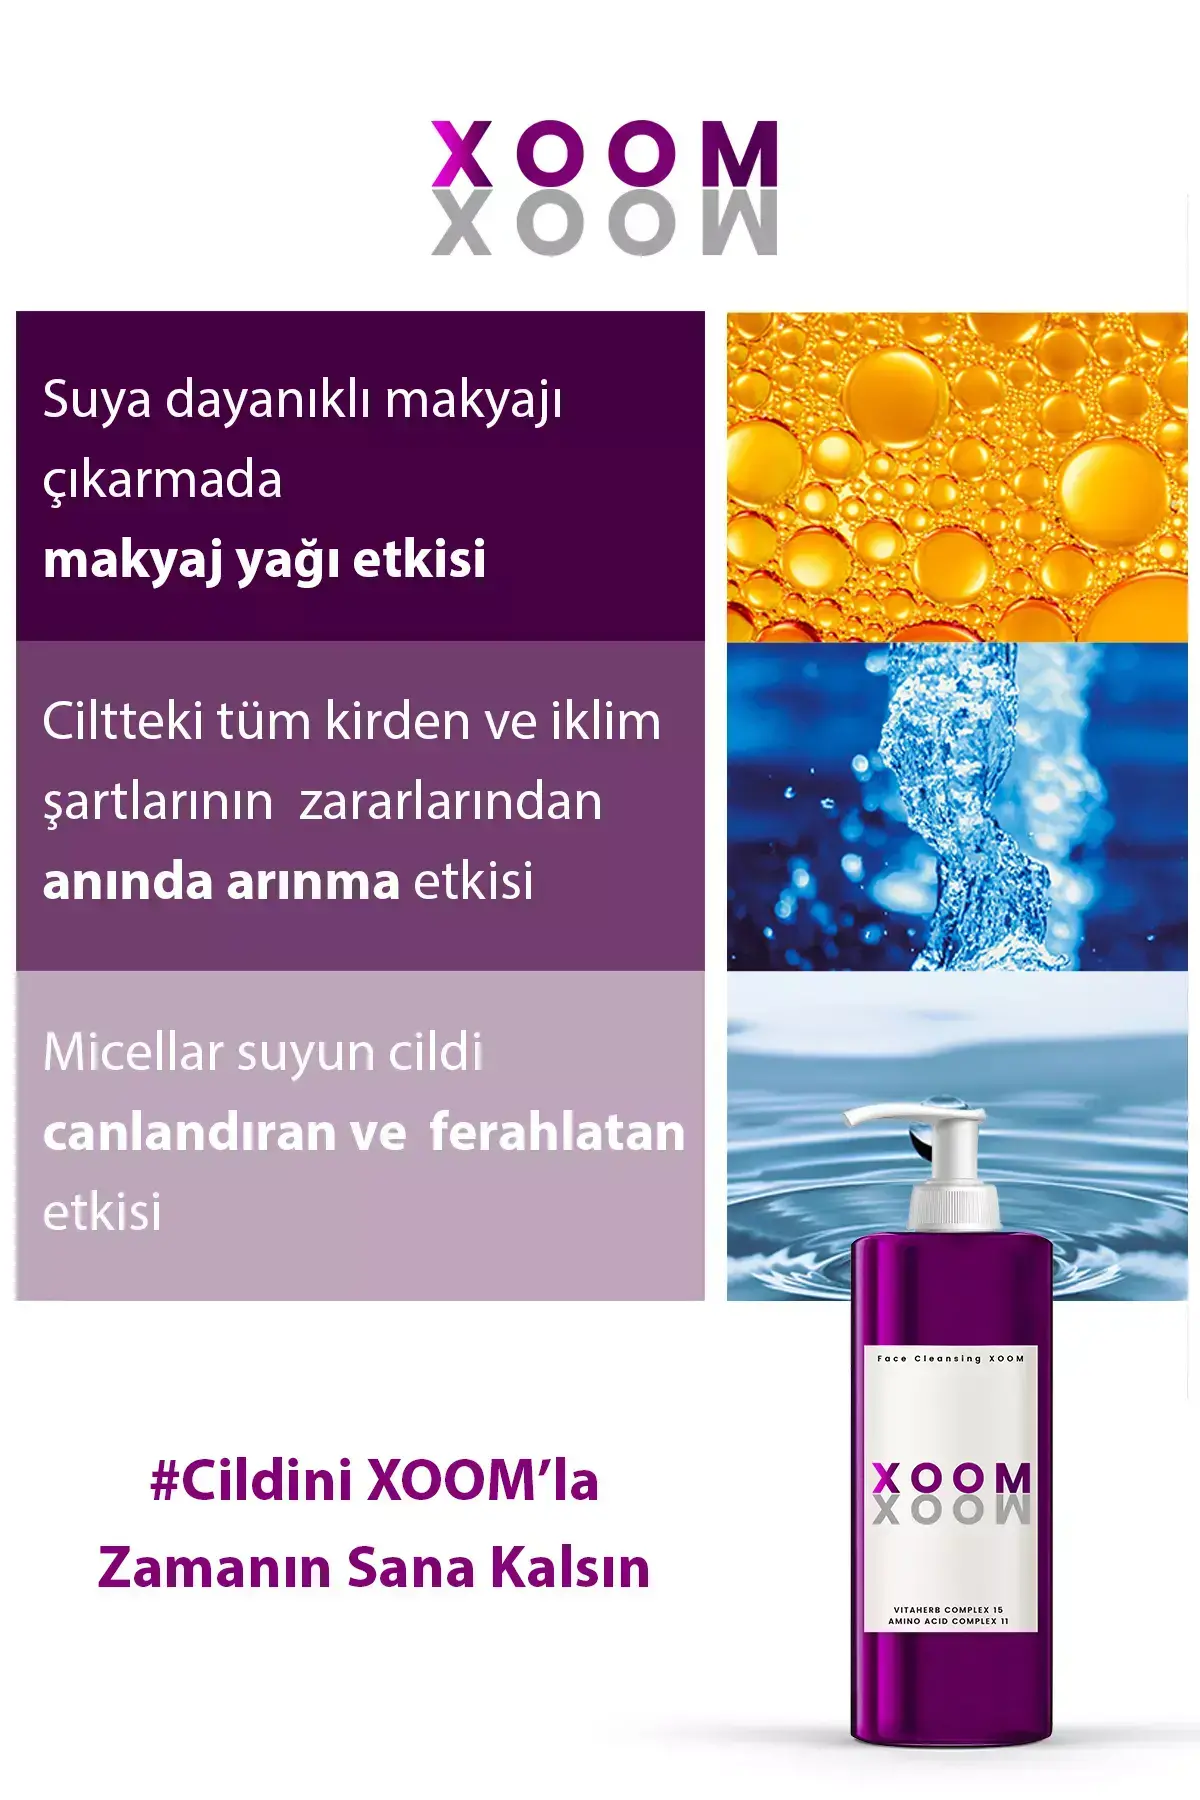 XOOM
Suya dayanıklı makyajı
çıkarmada
makyaj yağı etkisi
Ciltteki tüm kirden ve iklim
şartlarının zararlarından
anında arınma etkisi
Micellar suyun cildi
canlandıran ve ferahlatan
etkisi
#Cildini XOOM’la
Zamanın Sana Kalsın
Face Cleansing XOOM
XOOM
VITAHERB COMPLEX 15
AMINO ACID COMPLEX 11